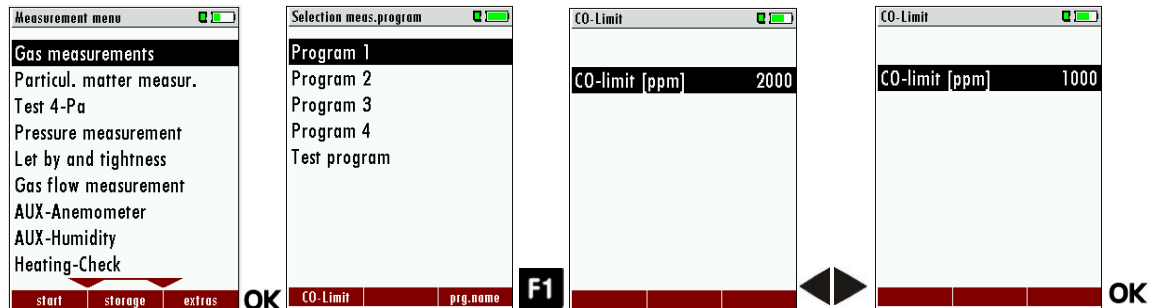 Measurement menu
Gas measurements
Particul. matter measur.
Test 4-Pa
Pressure measurement
Let by and tightness
Gas flow measurement
AUX-Anemometer
AUX-Humidity
Heating-Check
start storage extras
OK
Selection meas.program
Program 1
Program 2
Program 3
Program 4
Test program
CO-Limit prg.name
F1
CO-Limit
CO-limit [ppm] 2000
CO-Limit
CO-limit [ppm] 1000
OK